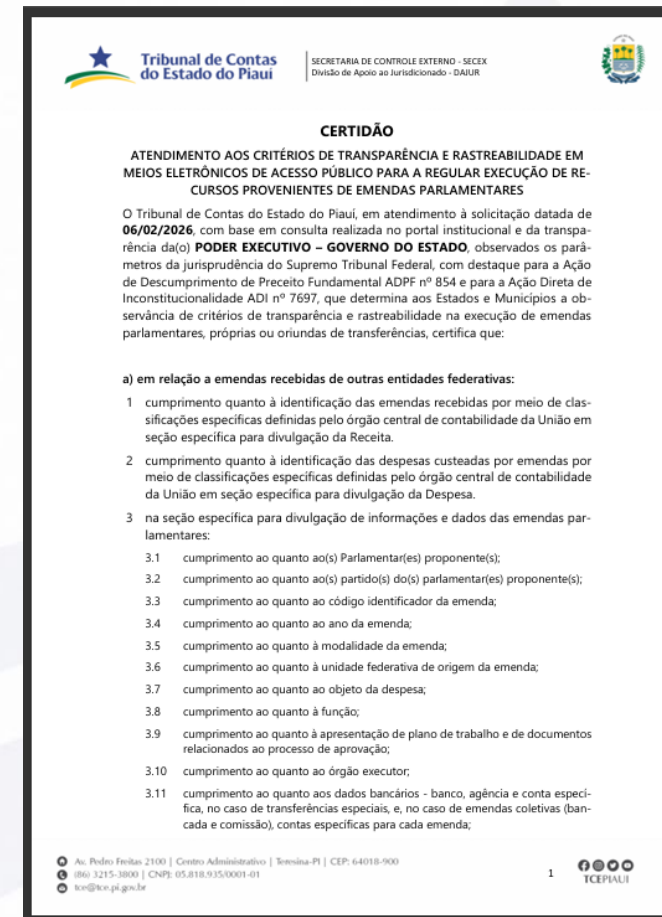 Tribunal de Contas
do Estado do Piauí
SECRETARIA DE CONTROLE EXTERNO - SECEX
Divisão de Apoio ao Jurisdicionado - DAJUR
CERTIDÃO
ATENDIMENTO AOS CRITÉRIOS DE TRANSPARÊNCIA E RASTREABILIDADE EM
MEIOS ELETRÔNICOS DE ACESSO PÚBLICO PARA A REGULAR EXECUÇÃO DE RE-
CURSOS PROVENIENTES DE EMENDAS PARLAMENTARES
O Tribunal de Contas do Estado do Piauí, em atendimento à solicitação datada de
06/02/2026, com base em consulta realizada no portal institucional e da transpa-
rência da(o) PODER EXECUTIVO – GOVERNO DO ESTADO, observados os parâ-
metros da jurisprudência do Supremo Tribunal Federal, com destaque para a Ação
de Descumprimento de Preceito Fundamental ADPF nº 854 e para a Ação Direta de
Inconstitucionalidade ADI nº 7697, que determina aos Estados e Municípios a ob-
servância de critérios de transparência e rastreabilidade na execução de emendas
parlamentares, próprias ou oriundas de transferências, certifica que:
a) em relação a emendas recebidas de outras entidades federativas:
1 cumprimento quanto à identificação das emendas recebidas por meio de clas-
sificações específicas definidas pelo órgão central de contabilidade da União em
seção específica para divulgação da Receita.
2 cumprimento quanto à identificação das despesas custeadas por emendas por
meio de classificações específicas definidas pelo órgão central de contabilidade
da União em seção específica para divulgação da Despesa.
3 na seção específica para divulgação de informações e dados das emendas par-
lamentares:
3.1 cumprimento ao quanto ao(s) Parlamentar(es) proponente(s);
3.2 cumprimento ao quanto ao(s) partido(s) do(s) parlamentar(es) proponente(s);
3.3 cumprimento ao quanto ao código identificador da emenda;
3.4 cumprimento ao quanto ao ano da emenda;
3.5 cumprimento ao quanto à modalidade da emenda;
3.6 cumprimento ao quanto à unidade federativa de origem da emenda;
3.7 cumprimento ao quanto ao objeto da despesa;
3.8 cumprimento ao quanto à função;
3.9 cumprimento ao quanto à apresentação de plano de trabalho e de documentos
relacionados ao processo de aprovação;
3.10 cumprimento ao quanto ao órgão executor;
3.11 cumprimento ao quanto aos dados bancários - banco, agência e conta especí-
fica, no caso de transferências especiais, e, no caso de emendas coletivas (ban-
cada e comissão), contas específicas para cada emenda;
Av. Pedro Freitas 2100 | Centro Administrativo | Teresina-PI | CEP: 64018-900
(86) 3215-3800 | CNPJ: 05.818.935/0001-01
tce@tce.pi.gov.br
1
TCEPIAUI